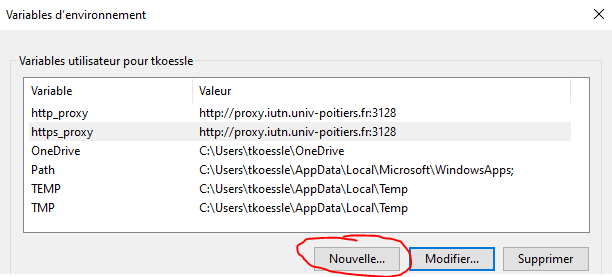 Variables d'environnement
Variables utilisateur pour tkoessle
Variable Valeur
http_proxy http://proxy.iutn.univ-poitiers.fr:3128
https_proxy http://proxy.iutn.univ-poitiers.fr:3128
OneDrive C:\Users\tkoessle\OneDrive
Path C:\Users\tkoessle\AppData\Local\Microsoft\WindowsApps;
TEMP C:\Users\tkoessle\AppData\Local\Temp
TMP C:\Users\tkoessle\AppData\Local\Temp
Nouvelle... Modifier... Supprimer